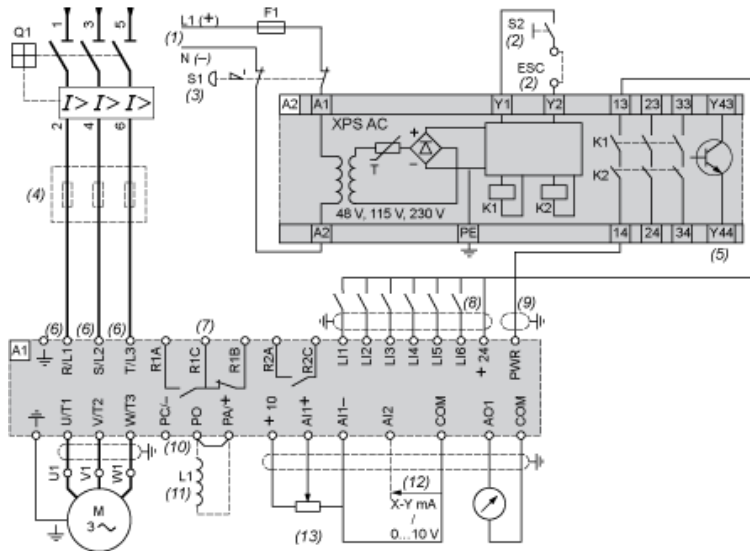 1 3 5
Q1
I> I> I>
2 4 6
(4)
L1 (+) F1
(1)
N (–)
S1
(3)
S2
(2)
ESC
(2)
A2 A1 Y1 Y2 13 23 33 Y43
XPS AC
+
T
–
K1
K2
K1 K2
48 V, 115 V, 230 V
A2 PE 14 24 34 Y44
(5)
(8) (9)
(6) (6) (6) (7)
A1
R/L1 S/L2 T/L3 R1A R1C R1B R2A R2C LI1 LI2 LI3 LI4 LI5 LI6 + 24 PWR
U/T1 V/T2 W/T3 PC/– PO PA/+ + 10 AI1+ AI1– AI2 COM AO1 COM
(10)
U1 V1 W1
L1
(11)
(12)
X-Y mA
/
0...10 V
M
3
(13)